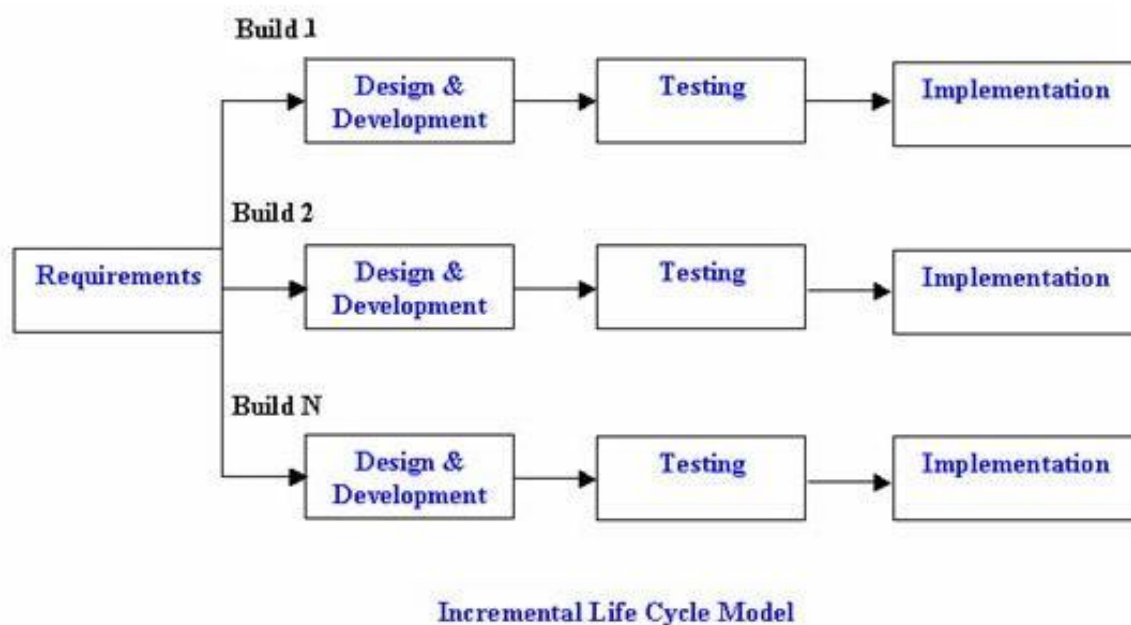 Build 1
Design &
Development
Testing
Implementation
Build 2
Requirements
Design &
Development
Testing
Implementation
Build N
Design &
Development
Testing
Implementation
Incremental Life Cycle Model